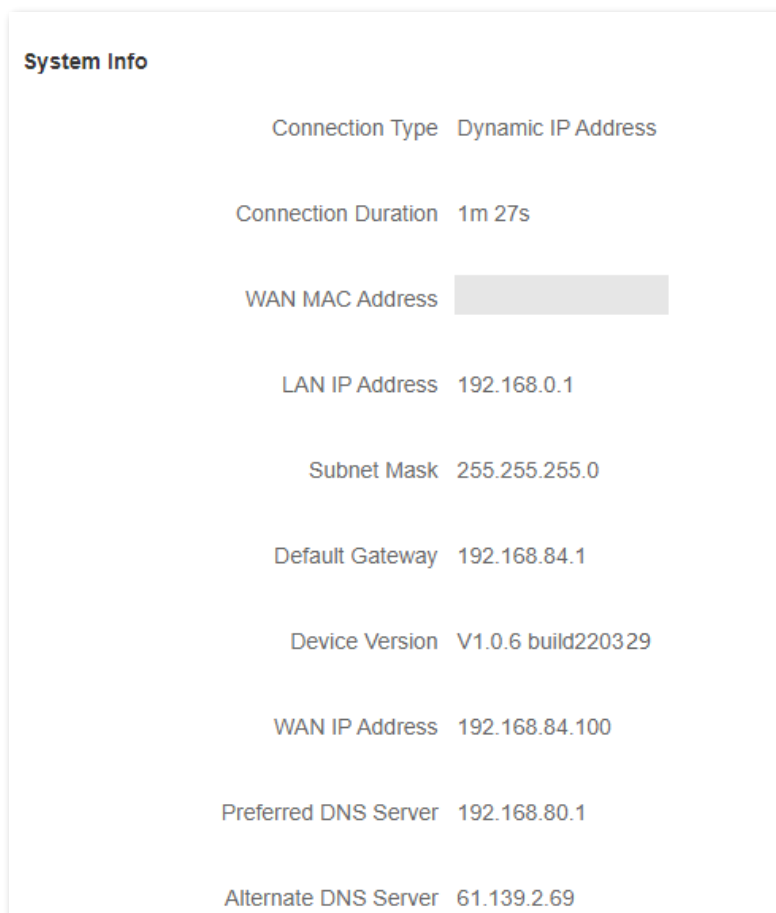 System Info
Connection Type Dynamic IP Address
Connection Duration 1m 27s
WAN MAC Address
LAN IP Address 192.168.0.1
Subnet Mask 255.255.255.0
Default Gateway 192.168.84.1
Device Version V1.0.6 build220329
WAN IP Address 192.168.84.100
Preferred DNS Server 192.168.80.1
Alternate DNS Server 61.139.2.69